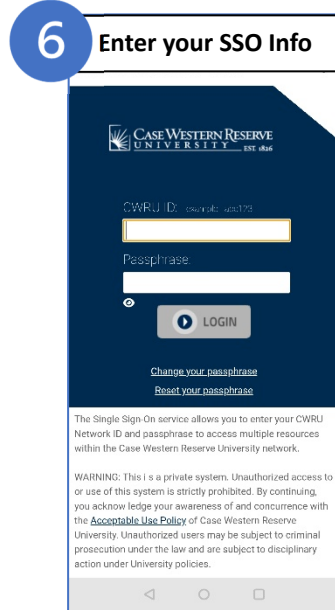 6 Enter your SSO Info
CASE WESTERN RESERVE
UNIVERSITY EST. 1826
CWRU ID: example: abc123
Passphrase:
LOGIN
Change your passphrase
Reset your passphrase
The Single Sign-On service allows you to enter your CWRU
Network ID and passphrase to access multiple resources
within the Case Western Reserve University network.
WARNING: This i s a private system. Unauthorized access to
or use of this system is strictly prohibited. By continuing,
you acknow ledge your awareness of and concurrence with
the Acceptable Use Policy of Case Western Reserve
University. Unauthorized users may be subject to criminal
prosecution under the law and are subject to disciplinary
action under University policies.